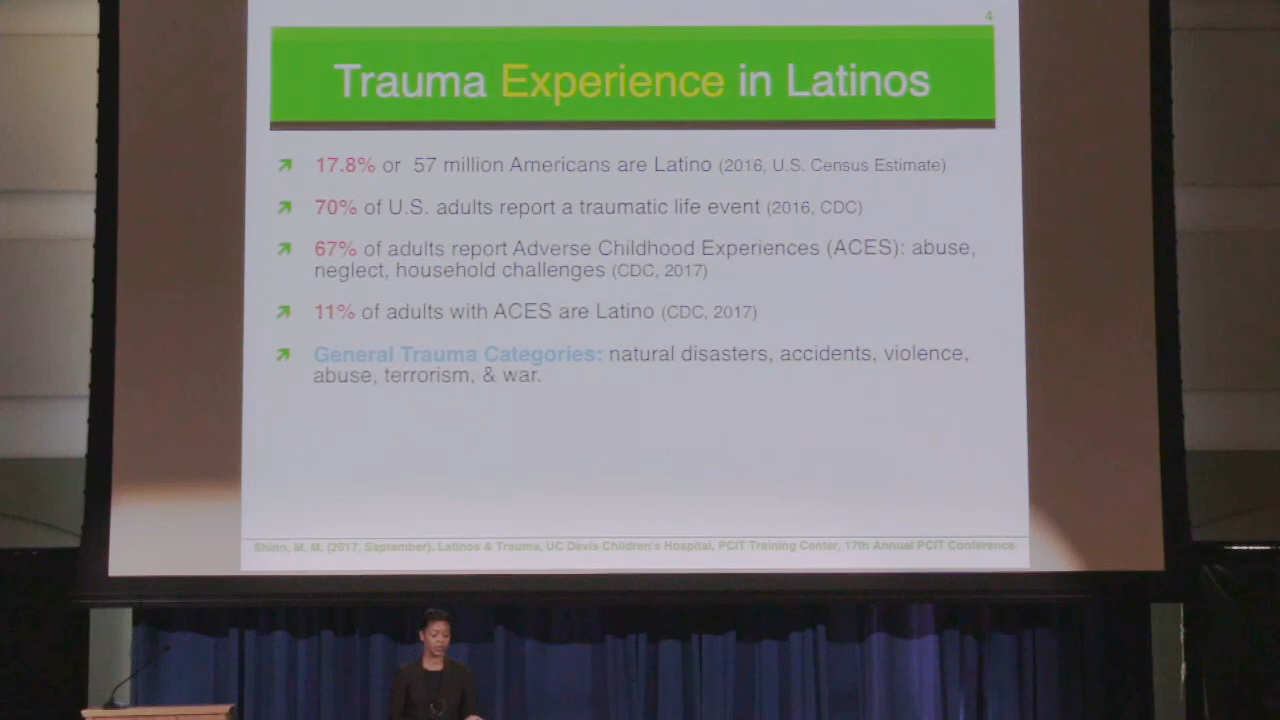 4
Trauma Experience in Latinos
17.8% or 57 million Americans are Latino (2016, U.S. Census Estimate)
70% of U.S. adults report a traumatic life event (2016, CDC)
67% of adults report Adverse Childhood Experiences (ACES): abuse,
neglect, household challenges (CDC, 2017)
11% of adults with ACES are Latino (CDC, 2017)
General Trauma Categories: natural disasters, accidents, violence,
abuse, terrorism, & war.
Shinn, M. M. (2017, September). Latinos & Trauma, UC Davis Children's Hospital, PCIT Training Center, 17th Annual PCIT Conference